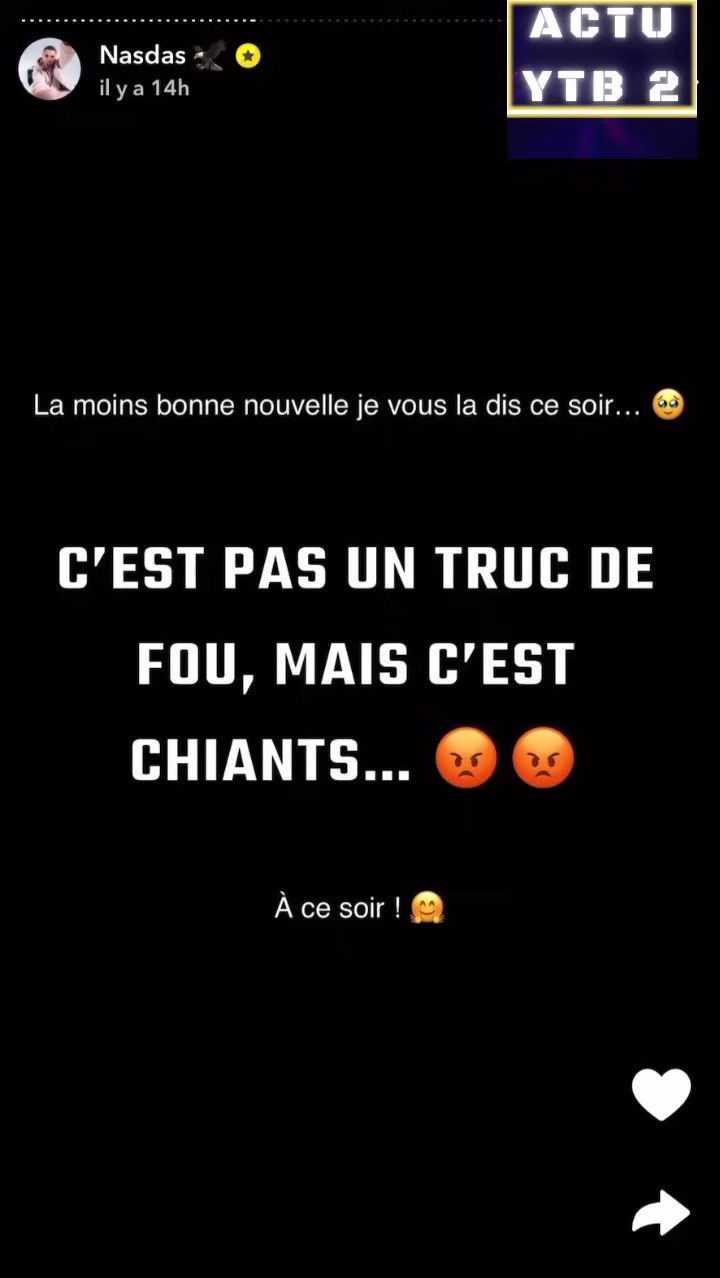 Nasdas 🦅
il y a 14h
ACTU
YTB 2
La moins bonne nouvelle je vous la dis ce soir... 🥹
C'EST PAS UN TRUC DE
FOU, MAIS C'EST
CHIANTS... 😡😡
À ce soir ! 🤗